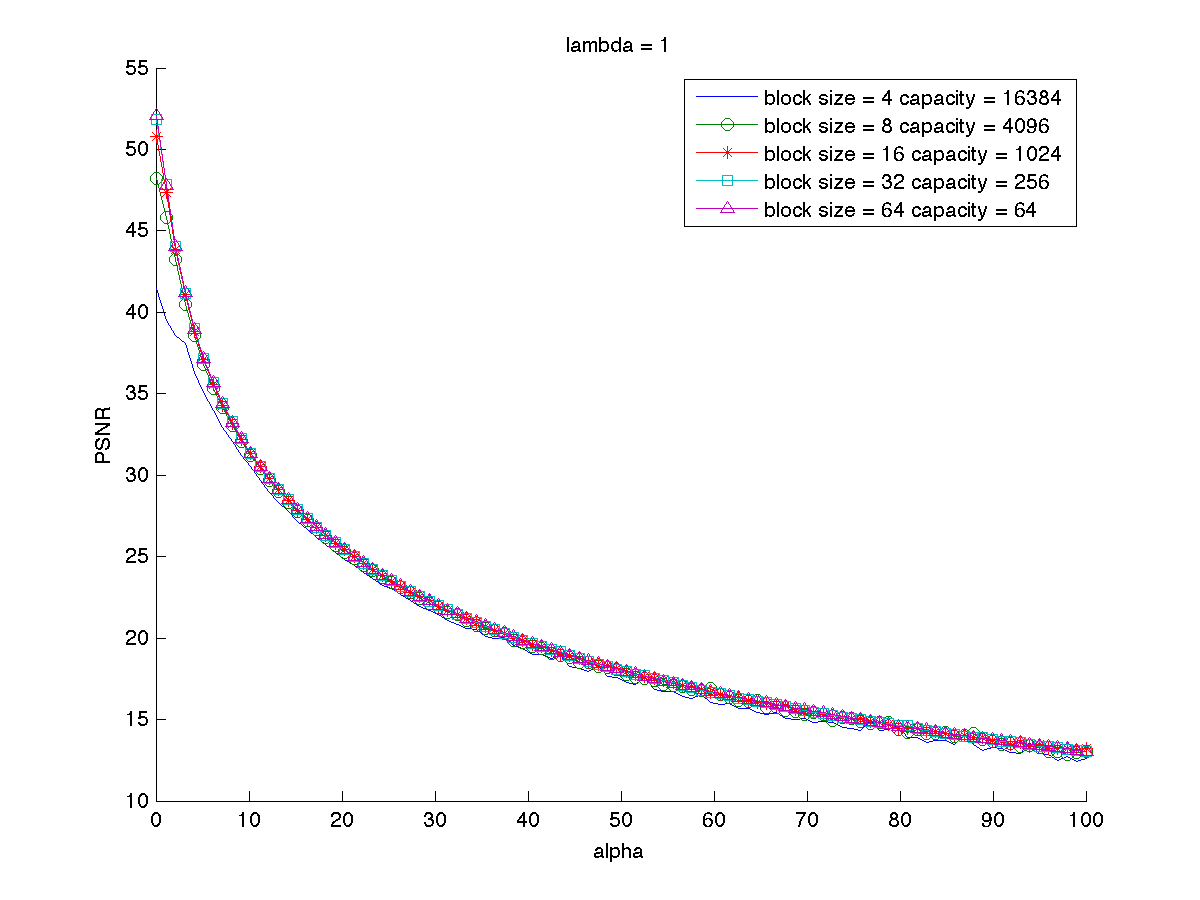 lambda = 1
block size = 4 capacity = 16384
block size = 8 capacity = 4096
block size = 16 capacity = 1024
block size = 32 capacity = 256
block size = 64 capacity = 64
PSNR
55
50
45
40
35
30
25
20
15
10
0 10 20 30 40 50 60 70 80 90 100
alpha